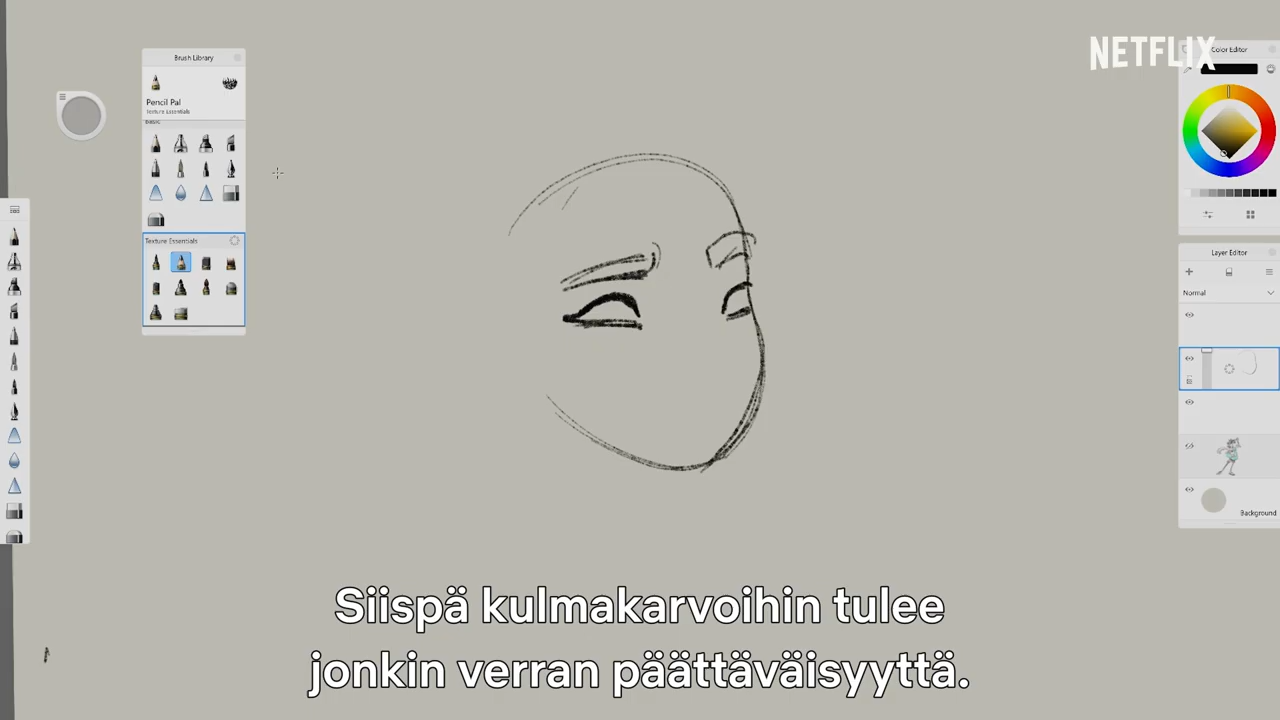 NETFLIX
Brush Library
Color Editor
Pencil Pal
Texture Essentials
Basic
Texture Essentials
Layer Editor
Normal
Background
Siispä kulmakarvoihin tulee
jonkin verran päättäväisyyttä.